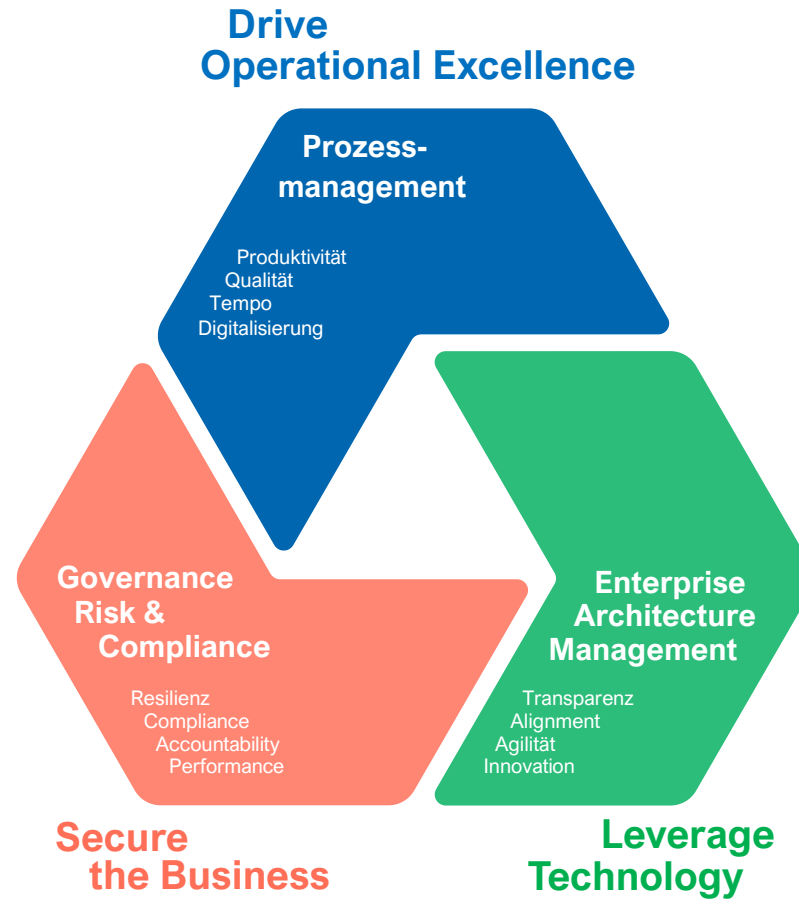 Drive
Operational Excellence
Prozess-
management
Produktivität
Qualität
Tempo
Digitalisierung
Governance
Risk &
Compliance
Resilienz
Compliance
Accountability
Performance
Enterprise
Architecture
Management
Transparenz
Alignment
Agilität
Innovation
Secure
the Business
Leverage
Technology